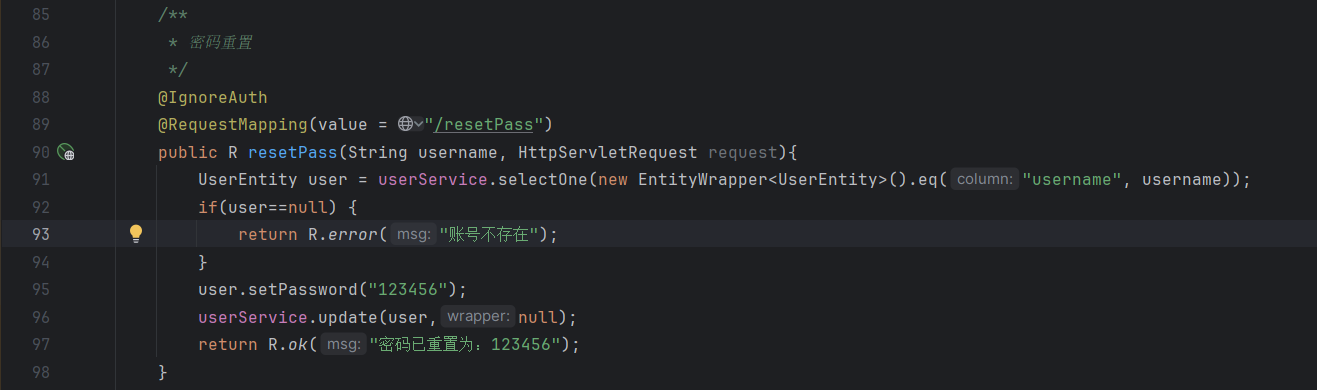 85 /**
86 * 密码重置
87 */
88 @IgnoreAuth
89 @RequestMapping(value = "/resetPass")
90 public R resetPass(String username, HttpServletRequest request){
91 UserEntity user = userService.selectOne(new EntityWrapper<UserEntity>().eq( column: "username", username));
92 if(user==null) {
93 return R.error( msg: "账号不存在");
94 }
95 user.setPassword("123456");
96 userService.update(user, wrapper: null);
97 return R.ok( msg: "密码已重置为：123456");
98 }